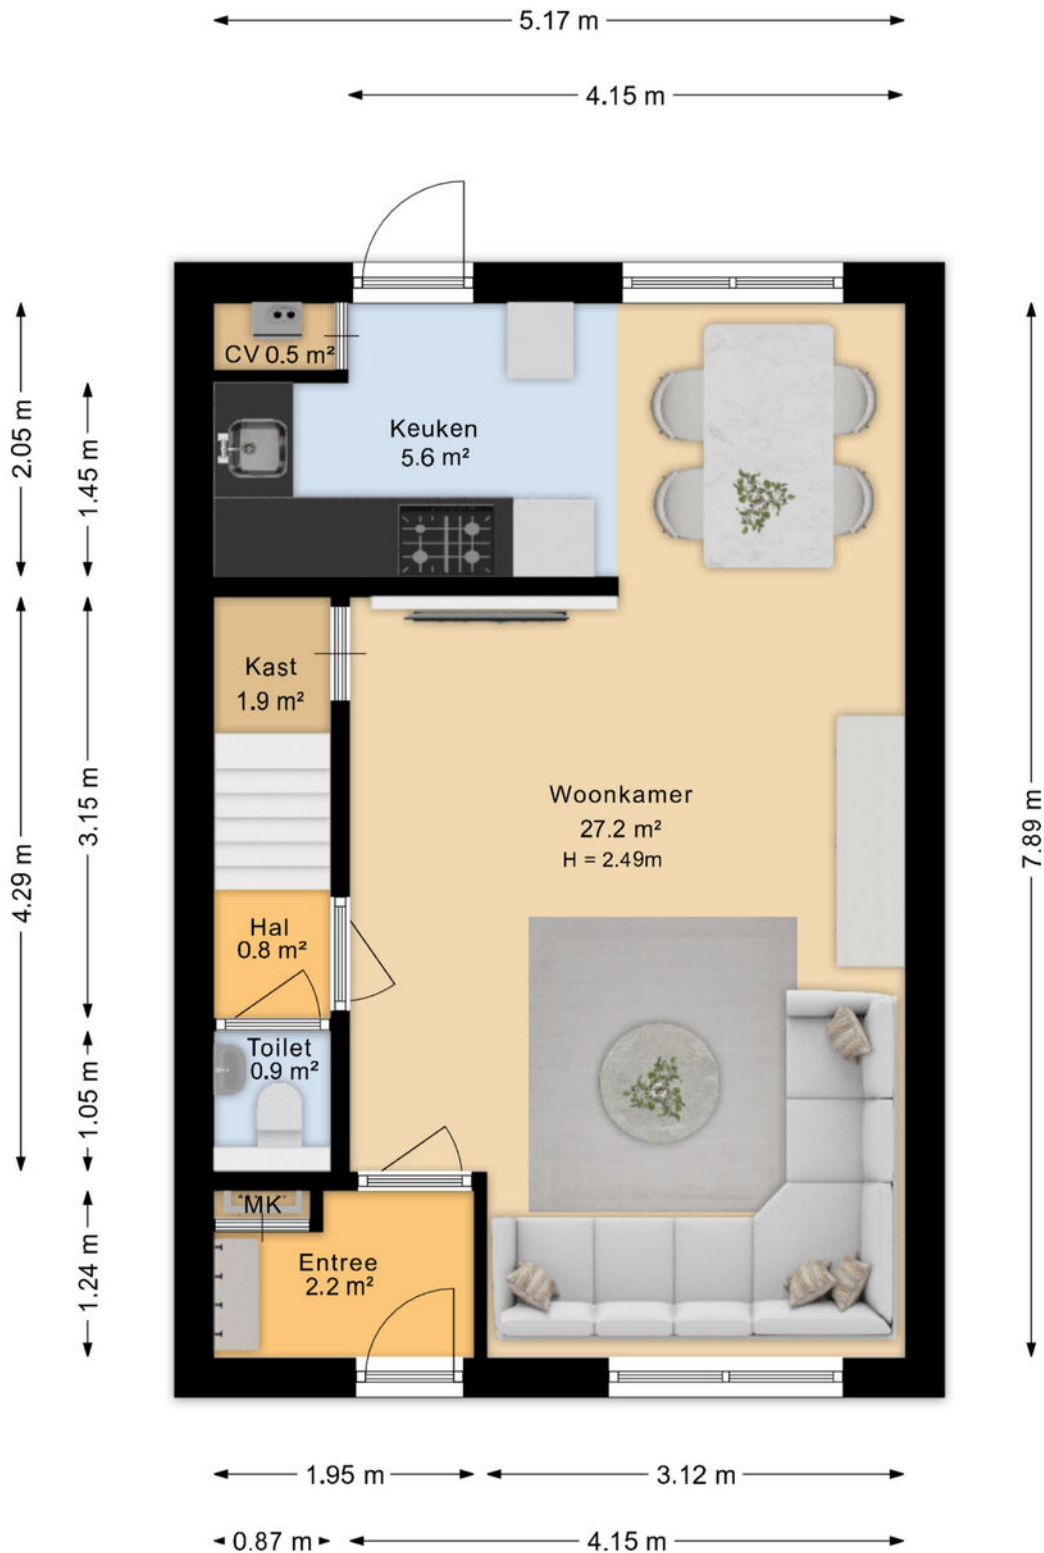 5.17 m
4.15 m
CV 0.5 m²
Keuken
5.6 m²
2.05 m
1.45 m
Kast
1.9 m²
Woonkamer
27.2 m²
H = 2.49m
3.15 m
4.29 m
7.89 m
Hal
0.8 m²
Toilet
0.9 m²
1.05 m
MK
Entree
2.2 m²
1.24 m
1.95 m
3.12 m
0.87 m
4.15 m